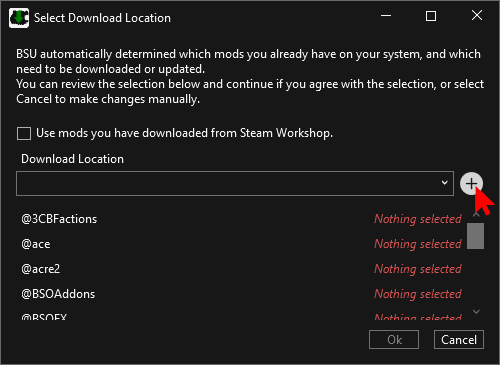 Select Download Location
BSU automatically determined which mods you already have on your system, and which
need to be downloaded or updated.
You can review the selection below and continue if you agree with the selection, or select
Cancel to make changes manually.
Use mods you have downloaded from Steam Workshop.
Download Location
@3CBFactions Nothing selected
@ace Nothing selected
@acre2 Nothing selected
@BSOAddons Nothing selected
@BSOFX Nothing selected
Ok Cancel